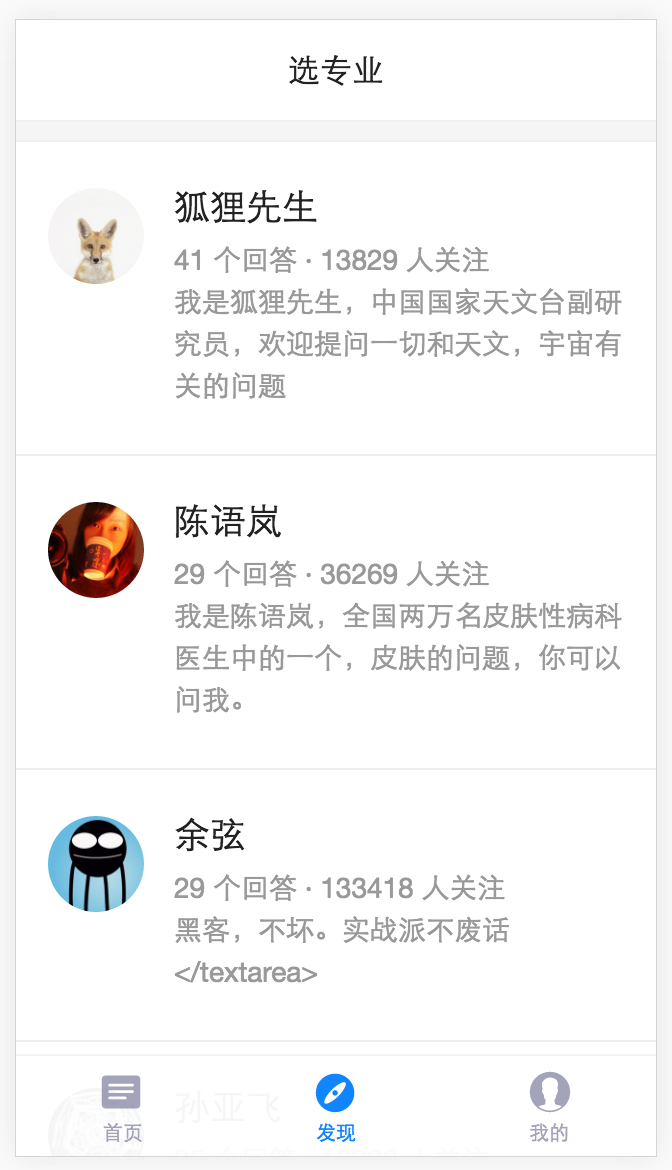 选专业
狐狸先生
41 个回答 · 13829 人关注
我是狐狸先生，中国国家天文台副研
究员，欢迎提问一切和天文，宇宙有
关的问题
陈语岚
29 个回答 · 36269 人关注
我是陈语岚，全国两万名皮肤性病科
医生中的一个，皮肤的问题，你可以
问我。
余弦
29 个回答 · 133418 人关注
黑客，不坏。实战派不废话
</textarea>
孙亚飞
首页 发现 我的